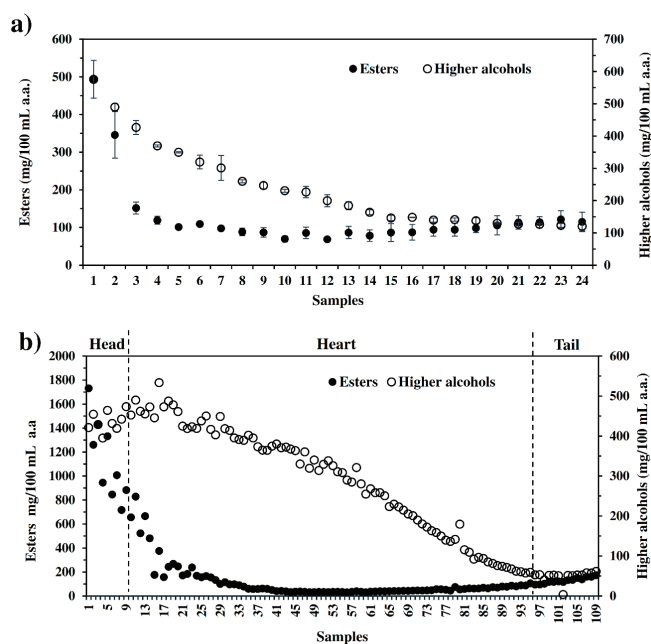 a)
600
500
400
300
200
100
0
Esters (mg/100 mL a.a.)
Esters
Higher alcohols
700
600
500
400
300
200
100
0
Higher alcohols (mg/100 mL a.a.)
1 2 3 4 5 6 7 8 9 10 11 12 13 14 15 16 17 18 19 20 21 22 23 24
Samples
b)
Head
Heart
Tail
2000
1800
1600
1400
1200
1000
800
600
400
200
0
Esters mg/100 mL a.a
Esters
Higher alcohols
600
500
400
300
200
100
0
Higher alcohols (mg/100 mL a.a.)
1 5 9 13 17 21 25 29 33 37 41 45 49 53 57 61 65 69 73 77 81 85 89 93 97 101 105 109
Samples